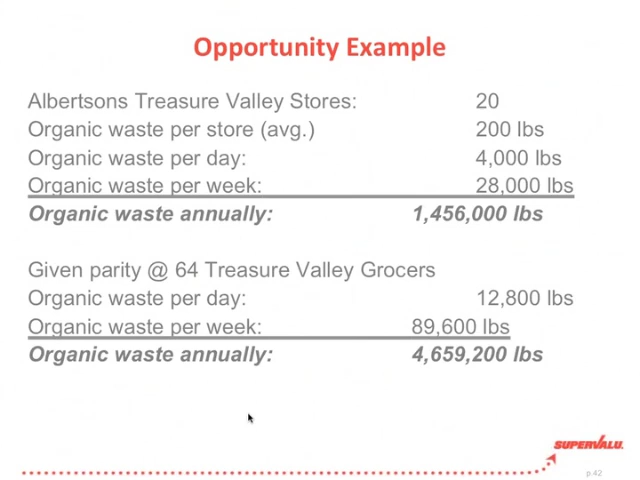 Opportunity Example
Albertsons Treasure Valley Stores: 20
Organic waste per store (avg.) 200 lbs
Organic waste per day: 4,000 lbs
Organic waste per week: 28,000 lbs
Organic waste annually: 1,456,000 lbs
Given parity @ 64 Treasure Valley Grocers
Organic waste per day: 12,800 lbs
Organic waste per week: 89,600 lbs
Organic waste annually: 4,659,200 lbs
SUPERVALU.
p.42